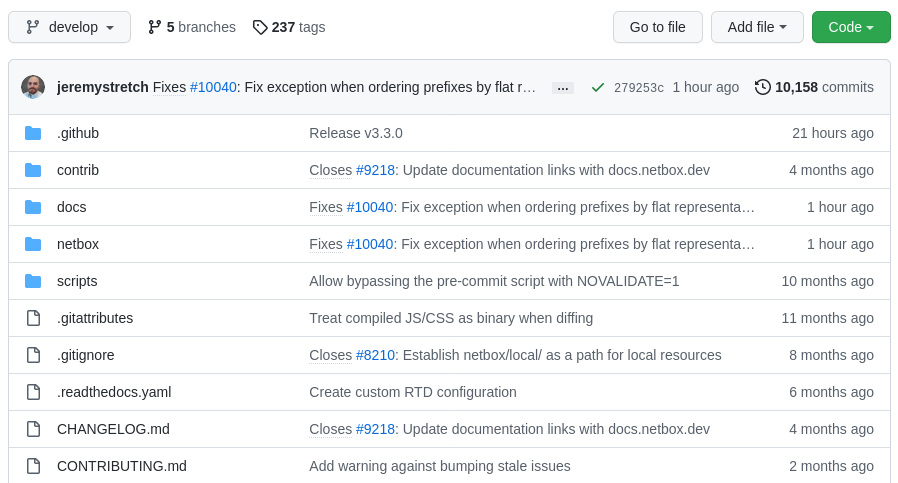 develop 5 branches 237 tags Go to file Add file Code
jeremystretch Fixes #10040: Fix exception when ordering prefixes by flat r… ... 279253c 1 hour ago 10,158 commits
.github Release v3.3.0 21 hours ago
contrib Closes #9218: Update documentation links with docs.netbox.dev 4 months ago
docs Fixes #10040: Fix exception when ordering prefixes by flat representa… 1 hour ago
netbox Fixes #10040: Fix exception when ordering prefixes by flat representa… 1 hour ago
scripts Allow bypassing the pre-commit script with NOVALIDATE=1 10 months ago
.gitattributes Treat compiled JS/CSS as binary when diffing 11 months ago
.gitignore Closes #8210: Establish netbox/local/ as a path for local resources 8 months ago
.readthedocs.yaml Create custom RTD configuration 6 months ago
CHANGELOG.md Closes #9218: Update documentation links with docs.netbox.dev 4 months ago
CONTRIBUTING.md Add warning against bumping stale issues 2 months ago